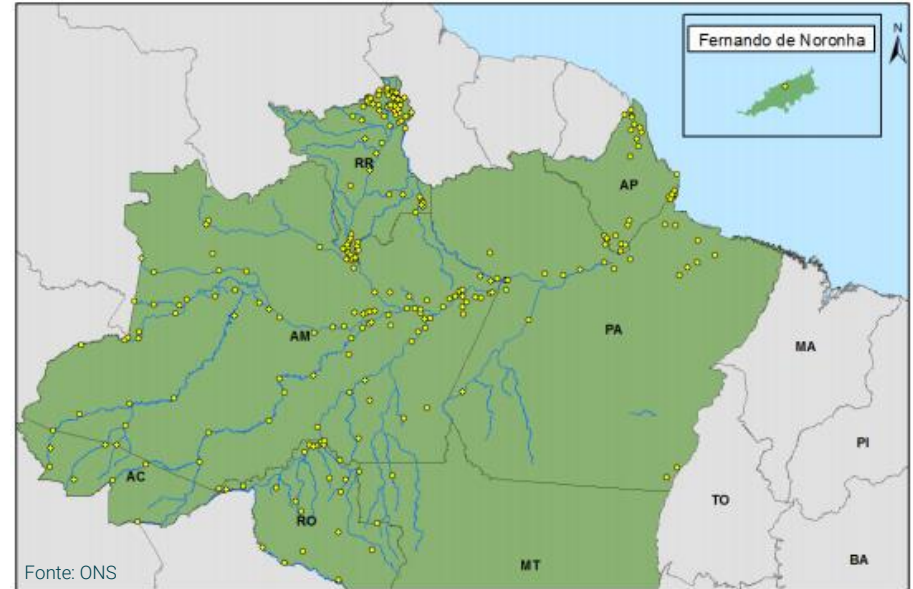 Fernando de Noronha
N
RR
AP
AM
PA
MA
PI
AC
TO
RO
MT
BA
Fonte: ONS